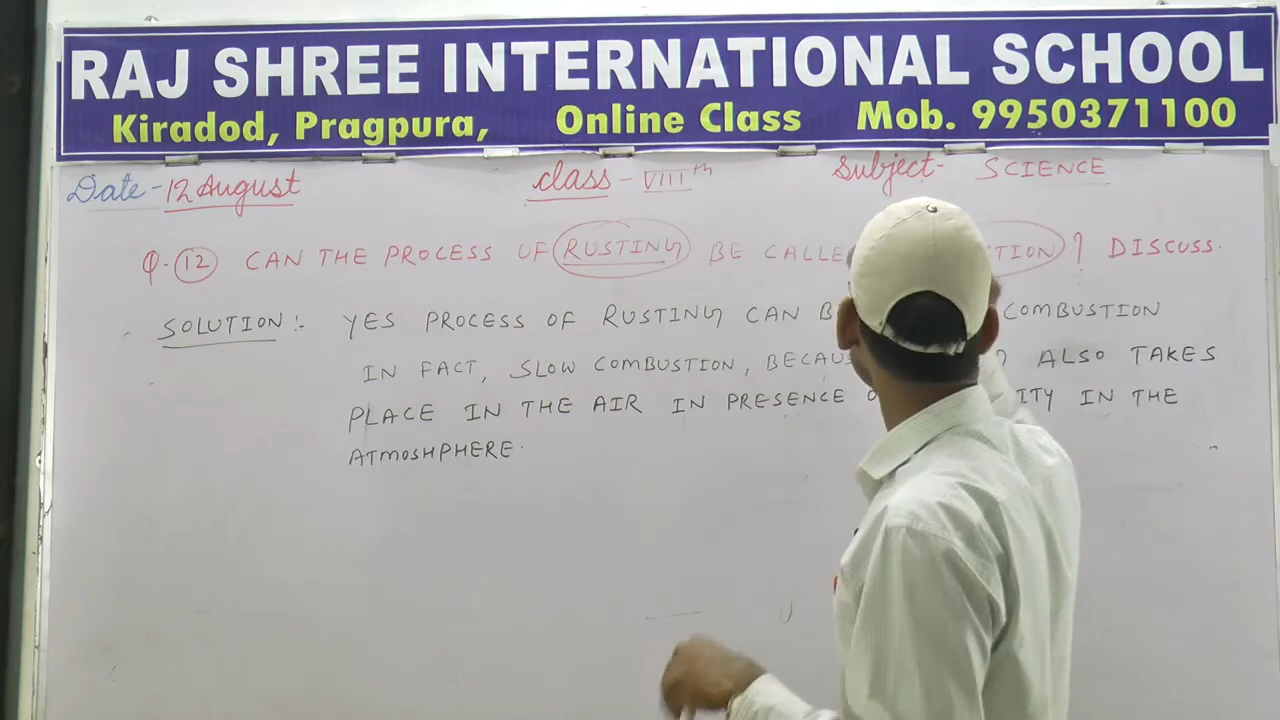 RAJ SHREE INTERNATIONAL SCHOOL
Kiradod, Pragpura, Online Class Mob. 9950371100
Date - 12 August class - VIIIth Subject - SCIENCE
Q. 12 CAN THE PROCESS OF RUSTING BE CALLE TION ? DISCUSS.
SOLUTION :- YES PROCESS OF RUSTING CAN B COMBUSTION
IN FACT, SLOW COMBUSTION, BECAUS ALSO TAKES
PLACE IN THE AIR IN PRESENCE O ITY IN THE
ATMOSHPHERE.